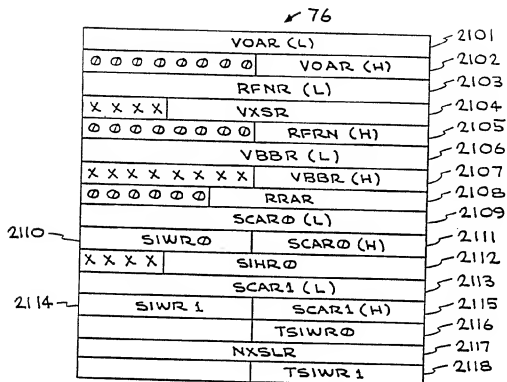 76
VOAR (L) 2101
0 0 0 0 0 0 0 0 VOAR (H) 2102
RFNR (L) 2103
X X X X VXSR 2104
0 0 0 0 0 0 0 0 RFRN (H) 2105
VBBR (L) 2106
X X X X X X X X VBBR (H) 2107
0 0 0 0 0 0 RRAR 2108
SCAR0 (L) 2109
2110 SIWR0 SCAR0 (H) 2111
X X X X SIHR0 2112
SCAR1 (L) 2113
2114 SIWR 1 SCAR1 (H) 2115
TSIWR0 2116
NXSLR 2117
TSIWR 1 2118